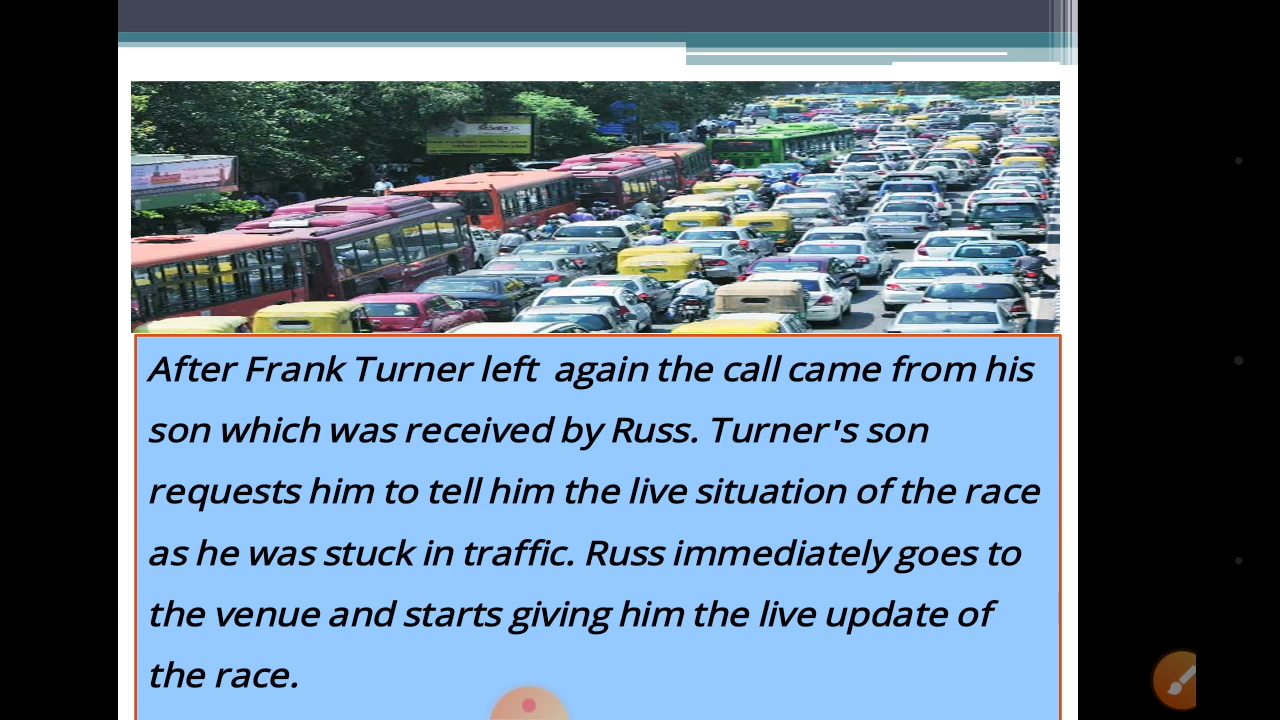 After Frank Turner left again the call came from his
son which was received by Russ. Turner's son
requests him to tell him the live situation of the race
as he was stuck in traffic. Russ immediately goes to
the venue and starts giving him the live update of
the race.